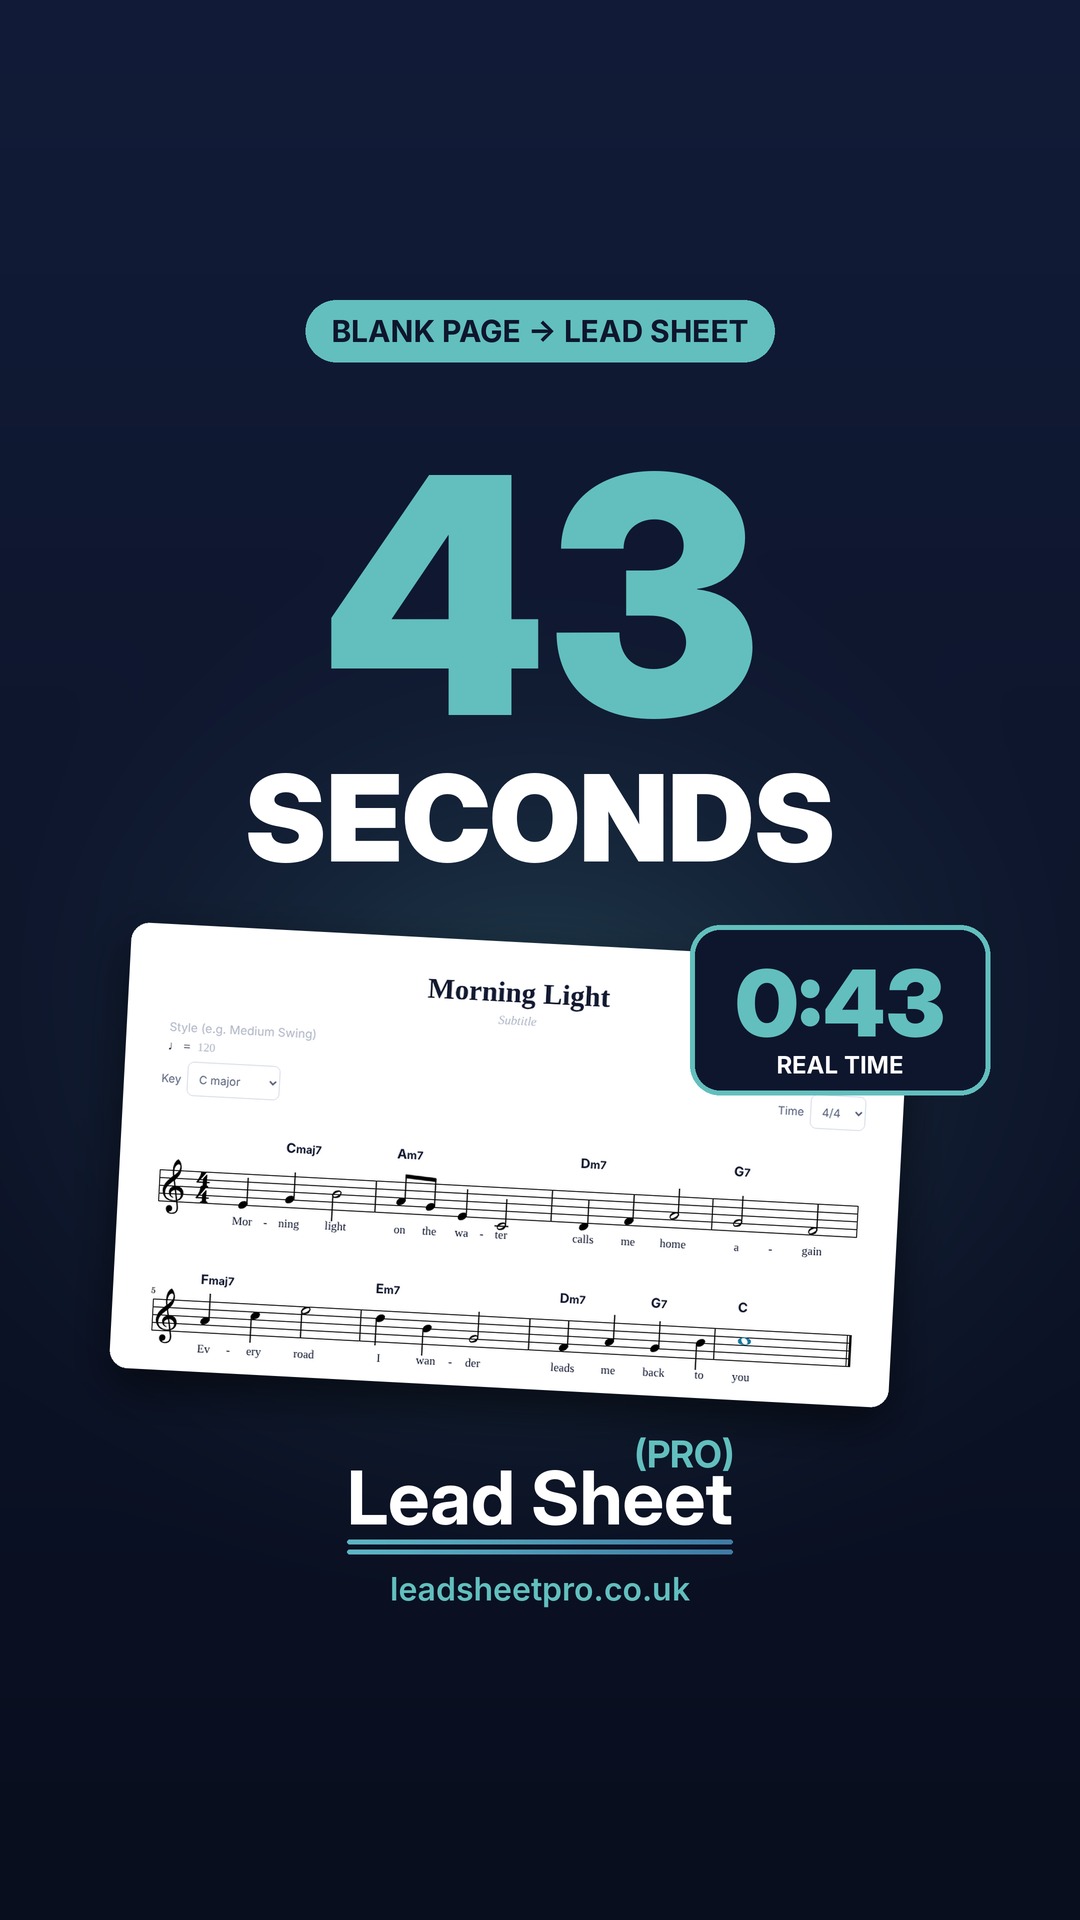 BLANK PAGE → LEAD SHEET
43
SECONDS
0:43
REAL TIME
Morning Light
Subtitle
Style (e.g. Medium Swing)
♩ = 120
Key C major
Time 4/4
Cmaj7 Am7 Dm7 G7
4
4
Mor - ning light on the wa - ter calls me home a - gain
5
Fmaj7 Em7 Dm7 G7 C
Ev - ery road I wan - der leads me back to you
(PRO)
Lead Sheet
leadsheetpro.co.uk